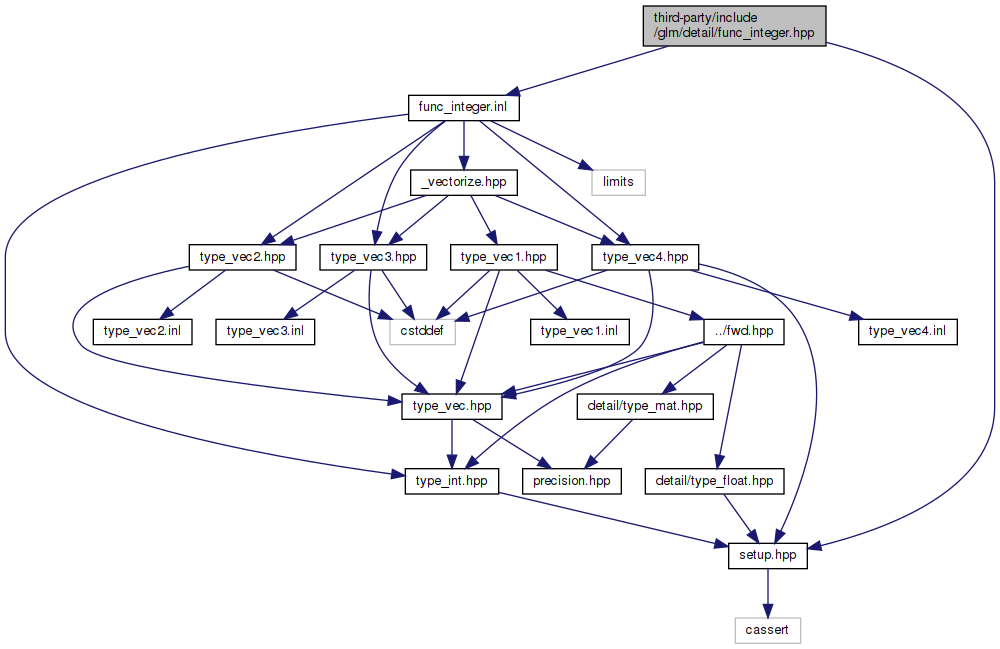 third-party/include
/glm/detail/func_integer.hpp
func_integer.inl
_vectorize.hpp
limits
type_vec2.hpp
type_vec3.hpp
type_vec1.hpp
type_vec4.hpp
type_vec2.inl
type_vec3.inl
cstddef
type_vec1.inl
../fwd.hpp
type_vec4.inl
type_vec.hpp
detail/type_mat.hpp
type_int.hpp
precision.hpp
detail/type_float.hpp
setup.hpp
cassert